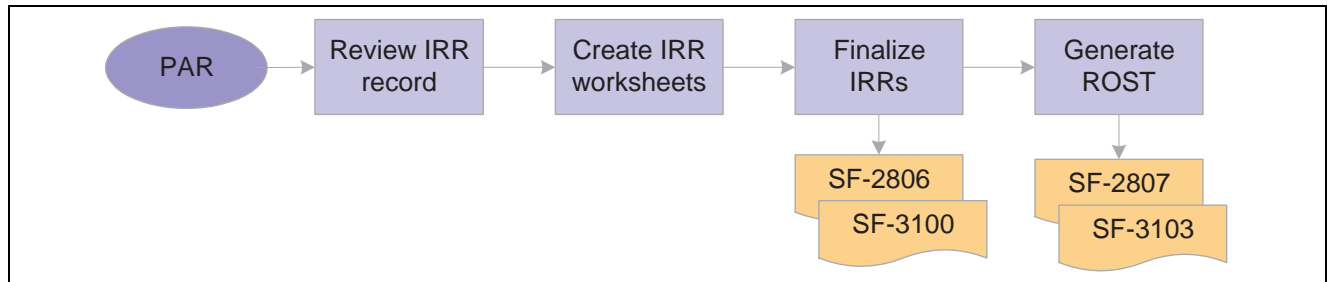 PAR
Review IRR
record
Create IRR
worksheets
Finalize
IRRs
Generate
ROST
SF-2806
SF-3100
SF-2807
SF-3103